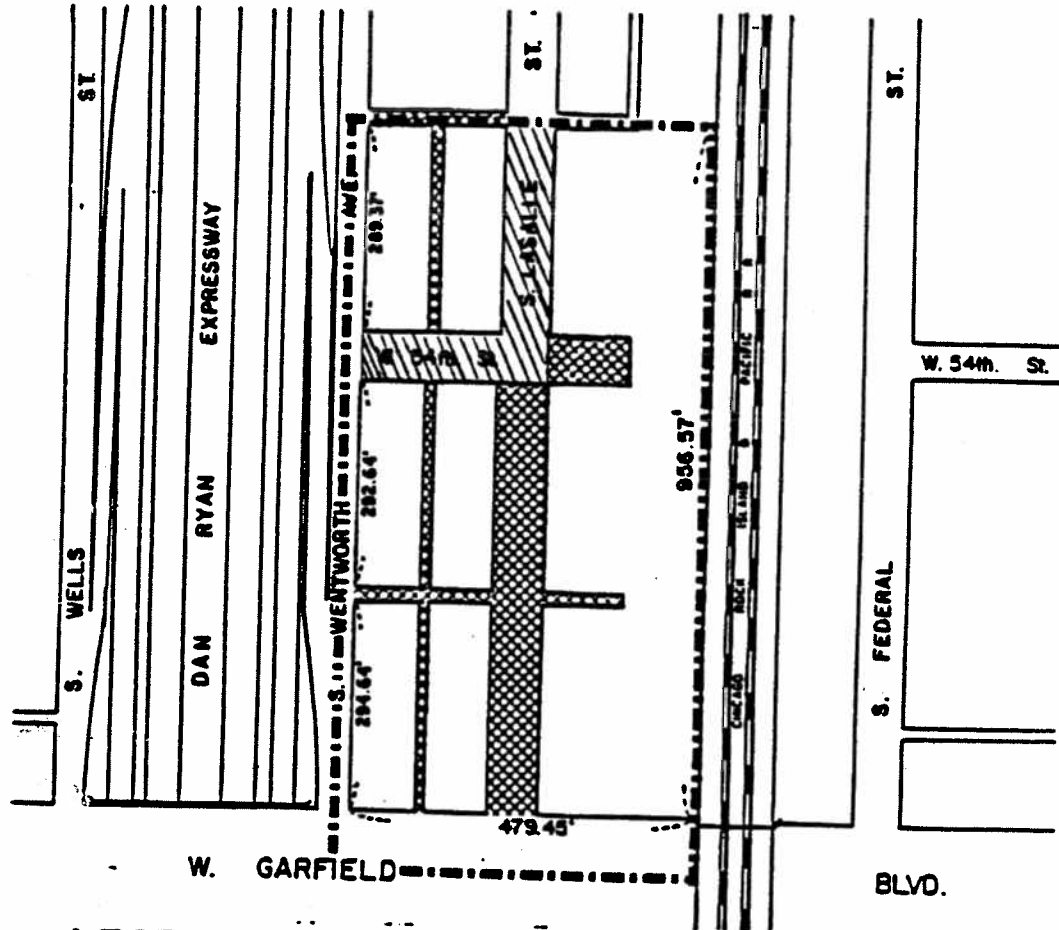 ST.
ST.
ST.
EXPRESSWAY
RYAN
DAN
S. WELLS
S. WENTWORTH AVE
289.37'
292.64'
294.64'
S. LASALLE
W 54th St
956.57'
CHICAGO ROCK ISLAND & PACIFIC R R
W. 54th. St.
S. FEDERAL
479.45'
W. GARFIELD
BLVD.